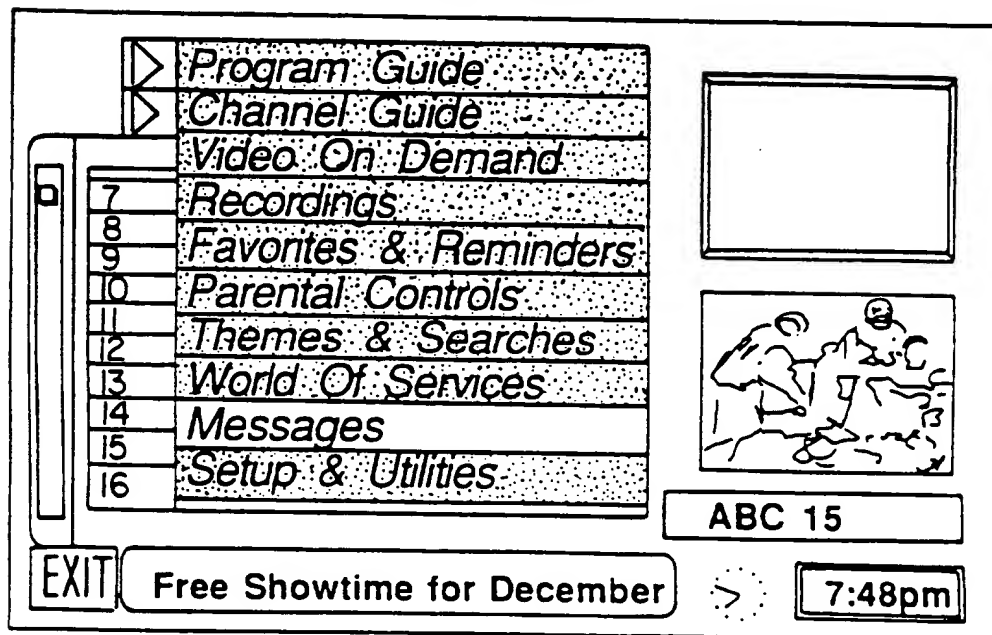 Program Guide
Channel Guide
Video On Demand
7 Recordings
8
9 Favorites & Reminders
10 Parental Controls
11
12 Themes & Searches
13 World Of Services
14 Messages
15
16 Setup & Utilities
ABC 15
EXIT Free Showtime for December 7:48pm